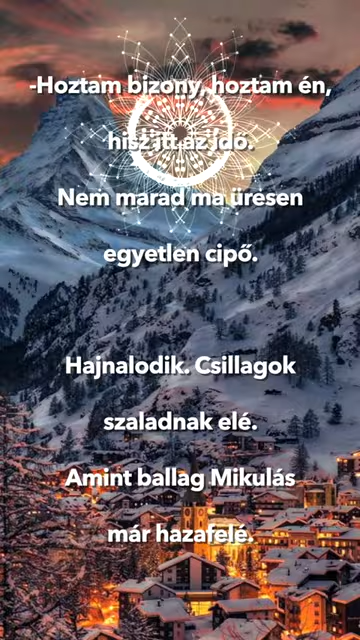 -Hoztam bizony, hoztam én,
hisz itt az idő.
Nem marad ma üresen
egyetlen cipő.
Hajnalodik. Csillagok
szaladnak elé.
Amint ballag Mikulás
már hazafelé.